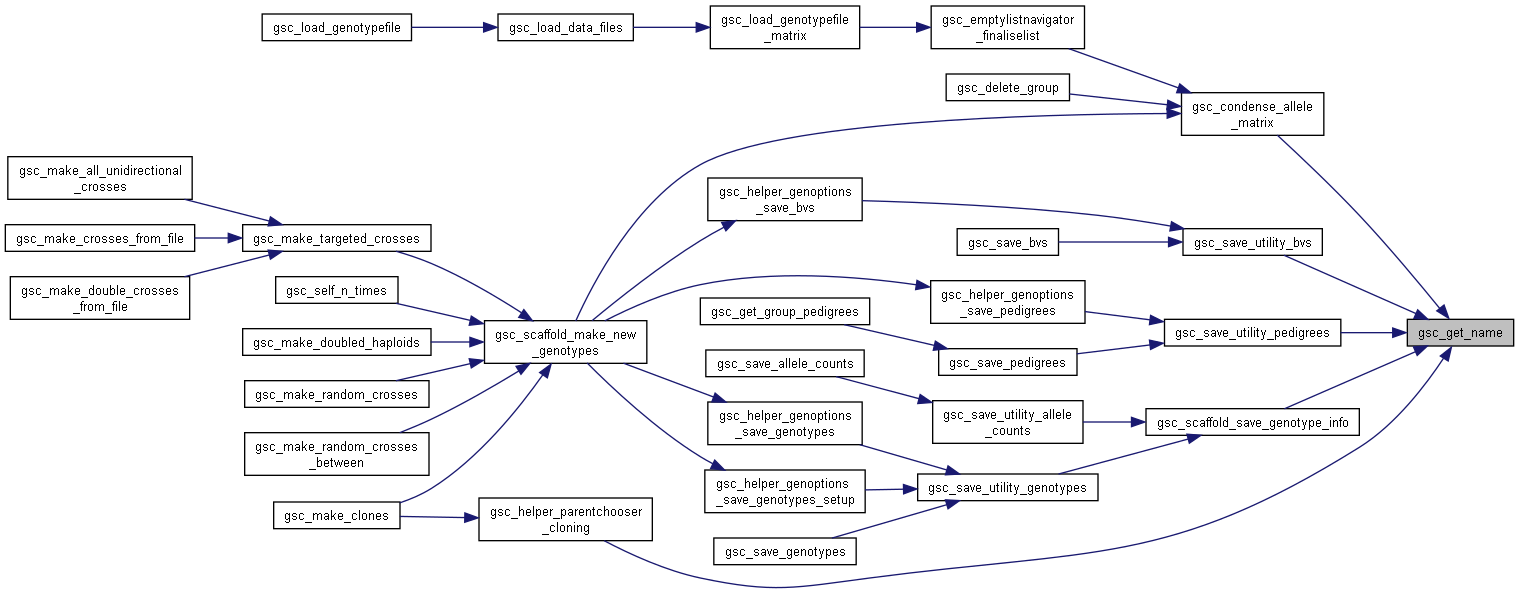 gsc_load_genotypefile
gsc_load_data_files
gsc_load_genotypefile
_matrix
gsc_emptylistnavigator
_finaliselist
gsc_delete_group
gsc_condense_allele
_matrix
gsc_make_all_unidirectional
_crosses
gsc_make_crosses_from_file
gsc_make_double_crosses
_from_file
gsc_make_targeted_crosses
gsc_self_n_times
gsc_make_doubled_haploids
gsc_make_random_crosses
gsc_make_random_crosses
_between
gsc_make_clones
gsc_scaffold_make_new
_genotypes
gsc_helper_parentchooser
_cloning
gsc_helper_genoptions
_save_bvs
gsc_save_bvs
gsc_save_utility_bvs
gsc_helper_genoptions
_save_pedigrees
gsc_get_group_pedigrees
gsc_save_pedigrees
gsc_save_utility_pedigrees
gsc_get_name
gsc_save_allele_counts
gsc_save_utility_allele
_counts
gsc_scaffold_save_genotype_info
gsc_helper_genoptions
_save_genotypes
gsc_helper_genoptions
_save_genotypes_setup
gsc_save_utility_genotypes
gsc_save_genotypes